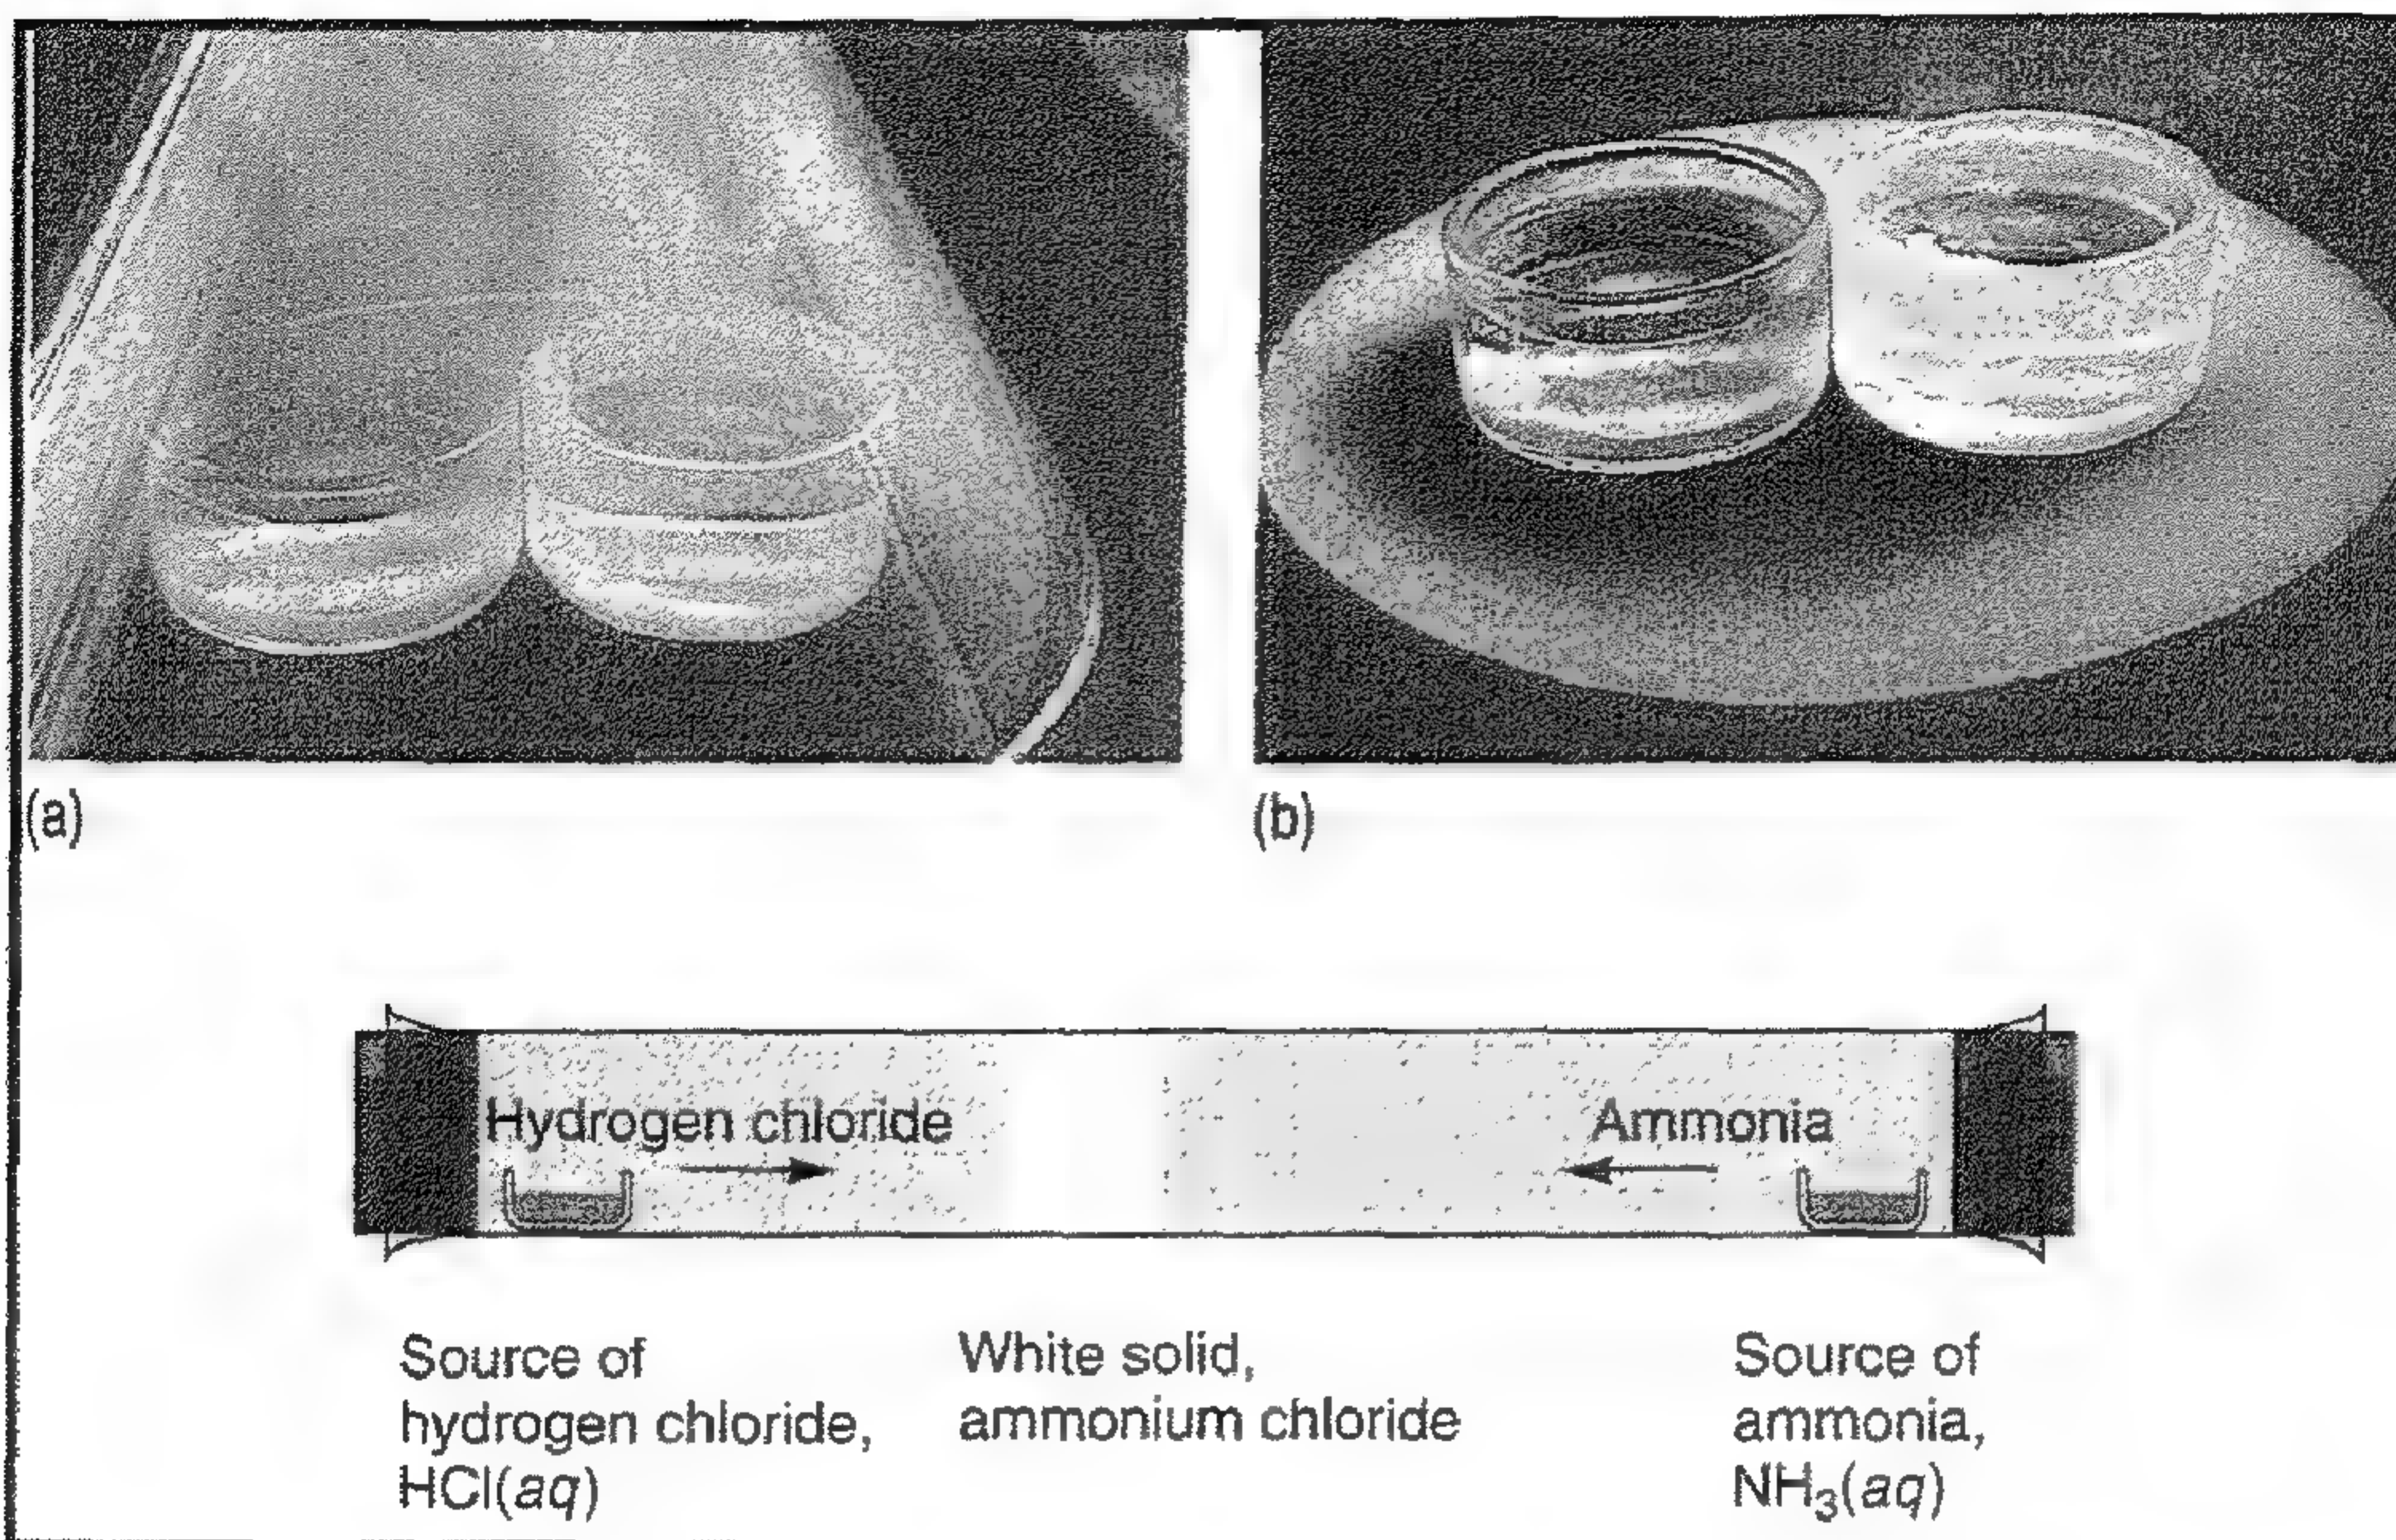 (a)
(b)
Hydrogen chloride
Ammonia
Source of
hydrogen chloride,
HCl(aq)
White solid,
ammonium chloride
Source of
ammonia,
NH₃(aq)